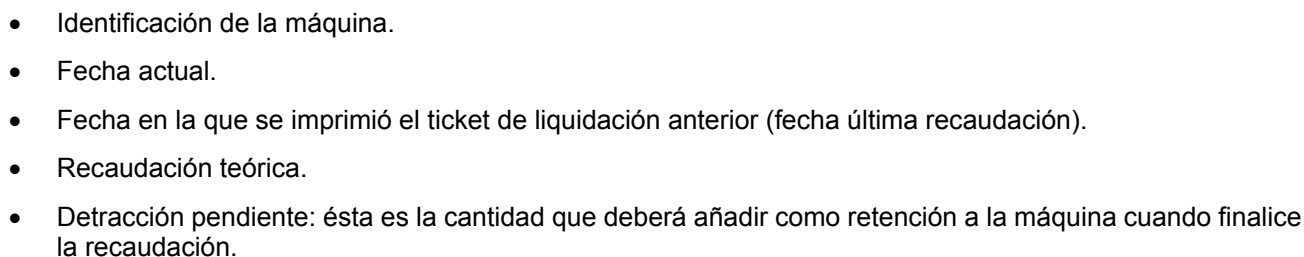 • Identificación de la máquina.
• Fecha actual.
• Fecha en la que se imprimió el ticket de liquidación anterior (fecha última recaudación).
• Recaudación teórica.
• Detracción pendiente: ésta es la cantidad que deberá añadir como retención a la máquina cuando finalice
la recaudación.